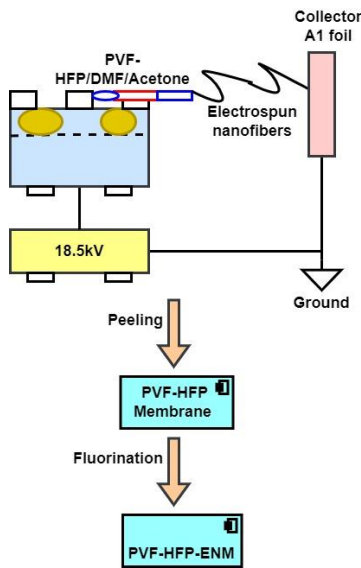 Collector
A1 foil
PVF-
HFP/DMF/Acetone
Electrospun
nanofibers
18.5kV
Ground
Peeling
PVF-HFP
Membrane
Fluorination
PVF-HFP-ENM